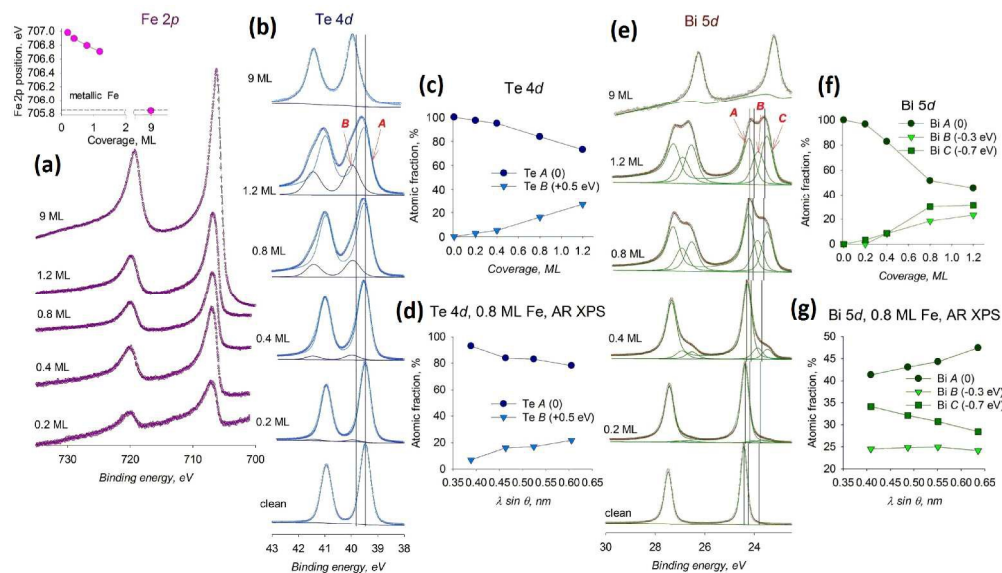 Fe 2p
Fe 2p position. eV
707.0
706.8
706.6
706.4
706.2
706.0
705.8
metallic Fe
0 1 2 9
Coverage, ML
(a)
9 ML
1.2 ML
0.8 ML
0.4 ML
0.2 ML
730 720 710 700
Binding energy, eV
(b)
Te 4d
9 ML
B
A
1.2 ML
0.8 ML
0.4 ML
0.2 ML
clean
43 42 41 40 39 38
Binding energy, eV
(c)
Te 4d
Atomic fraction, %
100
80
60
40
20
0
Te A (0)
Te B (+0.5 eV)
0.0 0.2 0.4 0.6 0.8 1.0 1.2
Coverage, ML
(d)
Te 4d, 0.8 ML Fe, AR XPS
Atomic fraction, %
100
80
60
40
20
0
Te A (0)
Te B (+0.5 eV)
0.35 0.40 0.45 0.50 0.55 0.60 0.65
λ sin θ, nm
(e)
Bi 5d
9 ML
A
B
C
1.2 ML
0.8 ML
0.4 ML
0.2 ML
clean
30 28 26 24
Binding energy, eV
(f)
Bi 5d
Atomic fraction, %
100
80
60
40
20
0
Bi A (0)
Bi B (-0.3 eV)
Bi C (-0.7 eV)
0.0 0.2 0.4 0.6 0.8 1.0 1.2
Coverage, ML
(g)
Bi 5d, 0.8 ML Fe, AR XPS
Atomic fraction, %
50
45
40
35
30
25
20
Bi A (0)
Bi B (-0.3 eV)
Bi C (-0.7 eV)
0.35 0.40 0.45 0.50 0.55 0.60 0.65
λ sin θ, nm